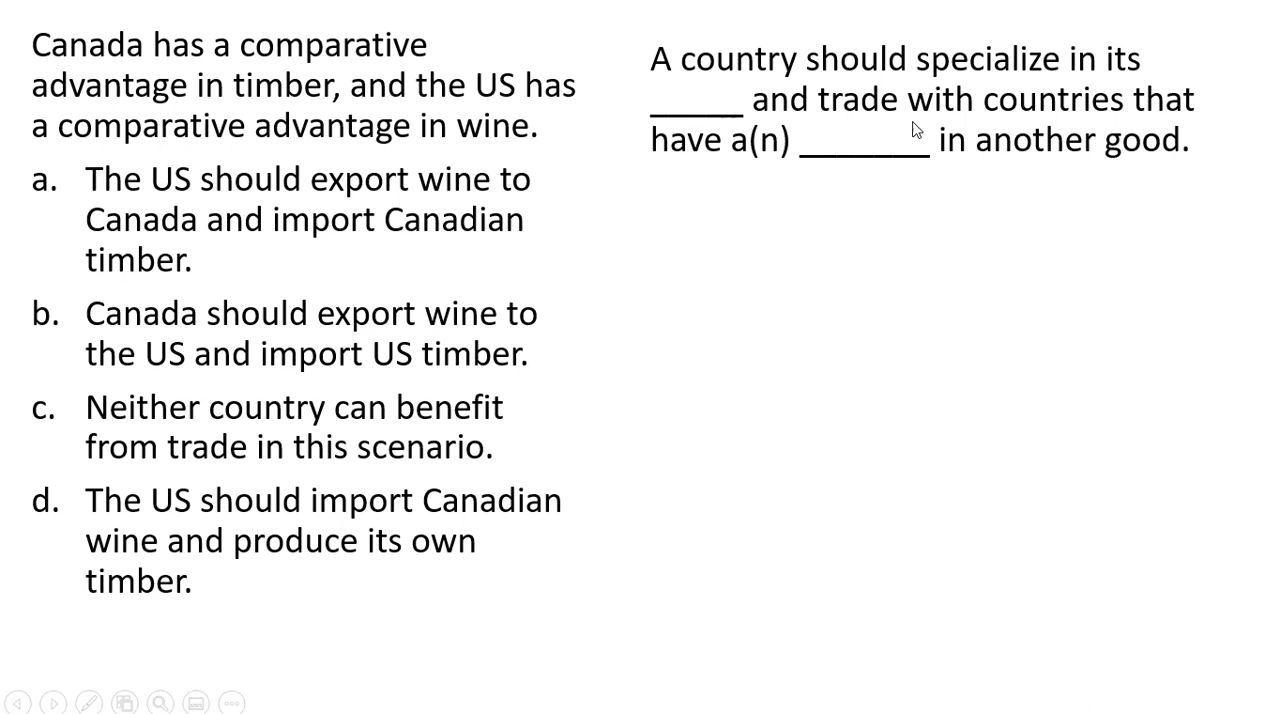 Canada has a comparative
advantage in timber, and the US has
a comparative advantage in wine.
a. The US should export wine to
Canada and import Canadian
timber.
b. Canada should export wine to
the US and import US timber.
c. Neither country can benefit
from trade in this scenario.
d. The US should import Canadian
wine and produce its own
timber.
A country should specialize in its
_____ and trade with countries that
have a(n) _______ in another good.